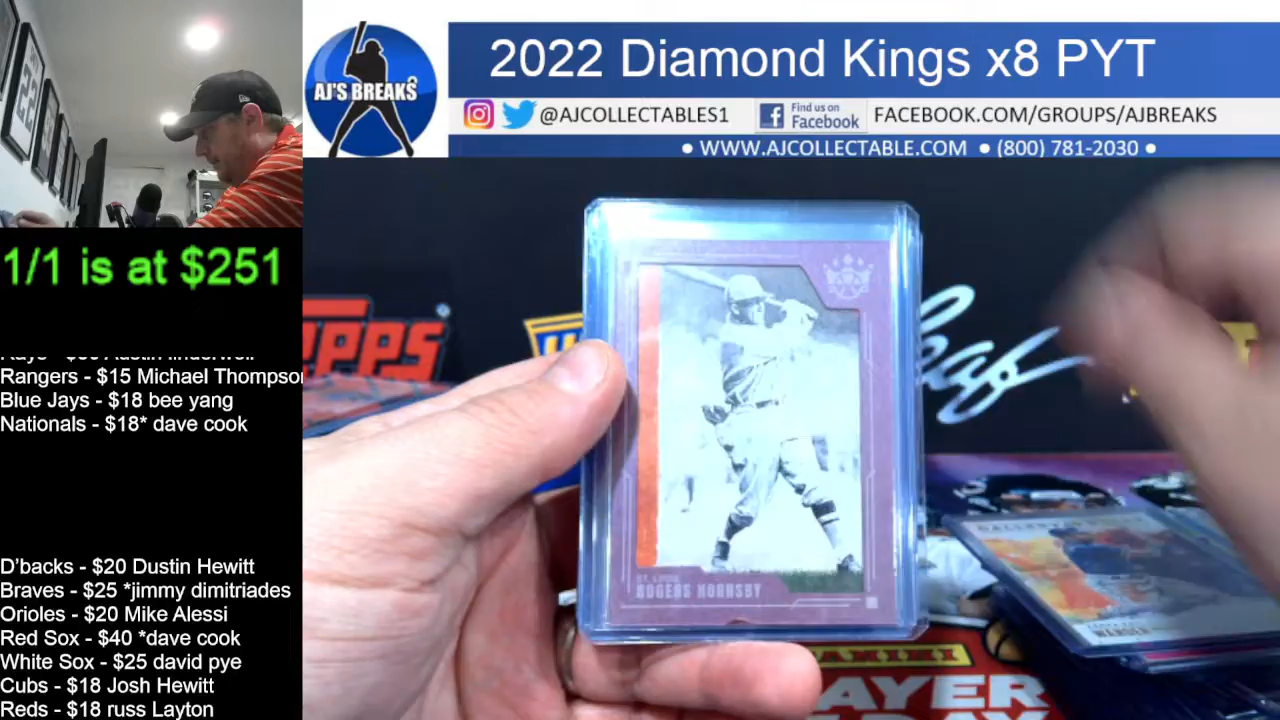 AJ'S BREAKS
2022 Diamond Kings x8 PYT
@AJCOLLECTABLES1
Find us on
Facebook
FACEBOOK.COM/GROUPS/AJBREAKS
• WWW.AJCOLLECTABLE.COM • (800) 781-2030 •
1/1 is at $251
Rangers - $15 Michael Thompso
Blue Jays - $18 bee yang
Nationals - $18* dave cook
D'backs - $20 Dustin Hewitt
Braves - $25 *jimmy dimitriades
Orioles - $20 Mike Alessi
Red Sox - $40 *dave cook
White Sox - $25 david pye
Cubs - $18 Josh Hewitt
Reds - $18 russ Layton
TOPPS
leaf
ST. LOUIS
ROGERS HORNSBY
PANINI